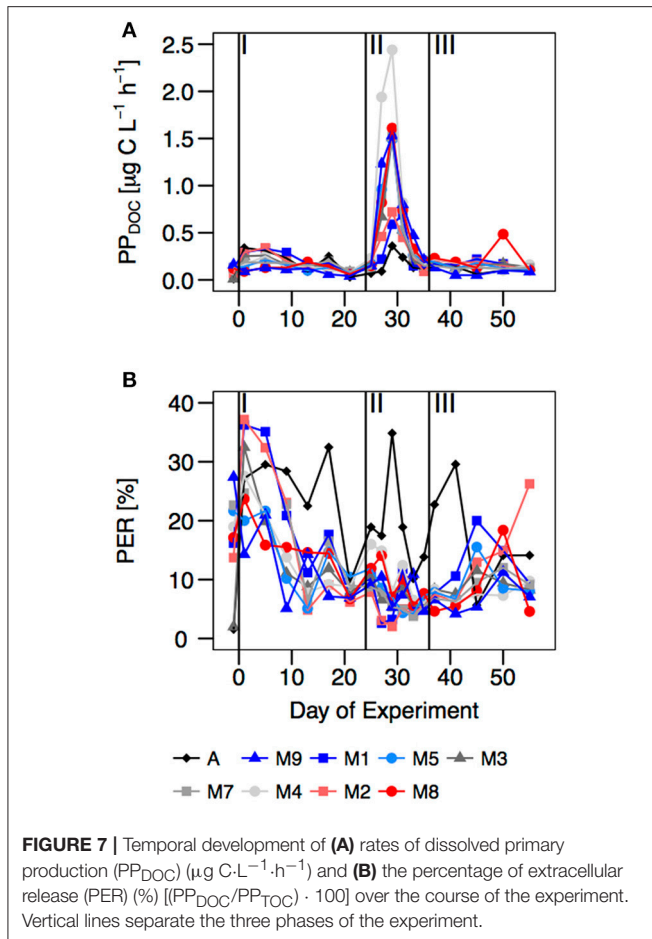 A
I II III
2.5
2.0
1.5
1.0
0.5
0.0
PP_DOC [µg C L⁻¹ h⁻¹]
0 10 20 30 40 50
B
I II III
40
30
20
10
0
PER [%]
0 10 20 30 40 50
Day of Experiment
A M9 M1 M5 M3
M7 M4 M2 M8
FIGURE 7 | Temporal development of (A) rates of dissolved primary
production (PP_DOC) (µg C·L⁻¹·h⁻¹) and (B) the percentage of extracellular
release (PER) (%) [(PP_DOC/PP_TOC) · 100] over the course of the experiment.
Vertical lines separate the three phases of the experiment.